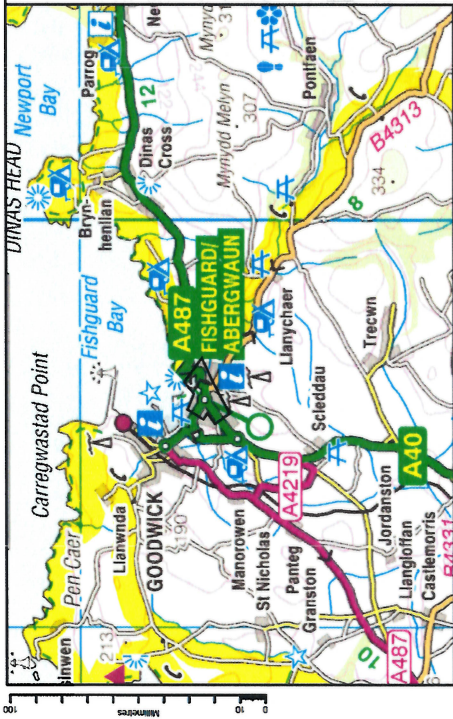 DINAS HEAD
Newport
Bay
Parrog
i
Ne
Mynyd
31
Carregwastad Point
Fishguard
Bay
Bryn-
henllan
Dinas
Cross
12
Mynydd Melyn
307
Pontfaen
Pen-Caer
Llanwnda
GOODWICK
190
213
A487
FISHGUARD/
ABERGWAUN
i
i
Llanychaer
B4313
334
8
Trecwn
Manorowen
St Nicholas
Panteg
Granston
A4219
Scleddau
A40
Jordanston
Llangloffan
Castlemorris
B4331
10
A487
100
Millimetres
10
0